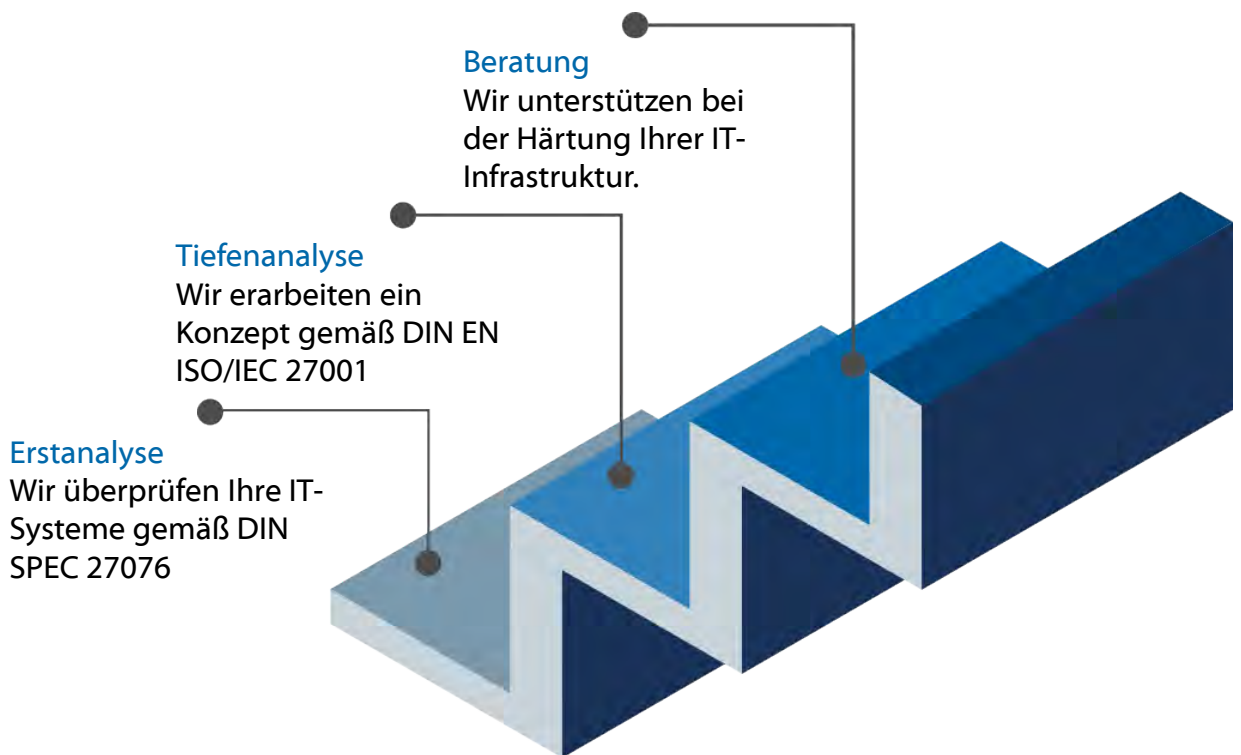 Beratung
Wir unterstützen bei
der Härtung Ihrer IT-
Infrastruktur.
Tiefenanalyse
Wir erarbeiten ein
Konzept gemäß DIN EN
ISO/IEC 27001
Erstanalyse
Wir überprüfen Ihre IT-
Systeme gemäß DIN
SPEC 27076